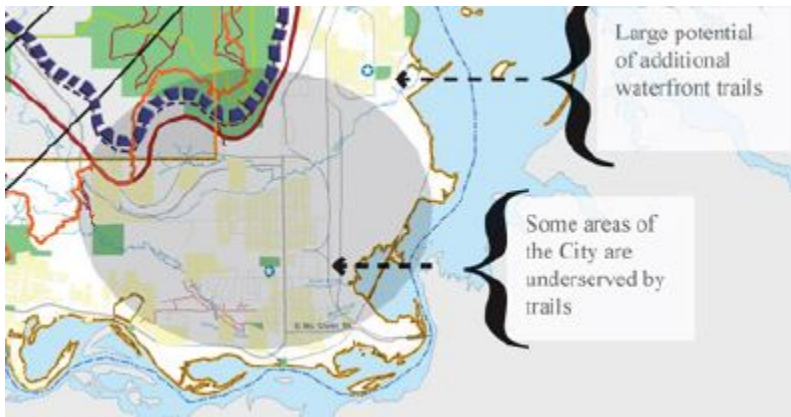 Large potential
of additional
waterfront trails
Some areas of
the City are
underserved by
trails